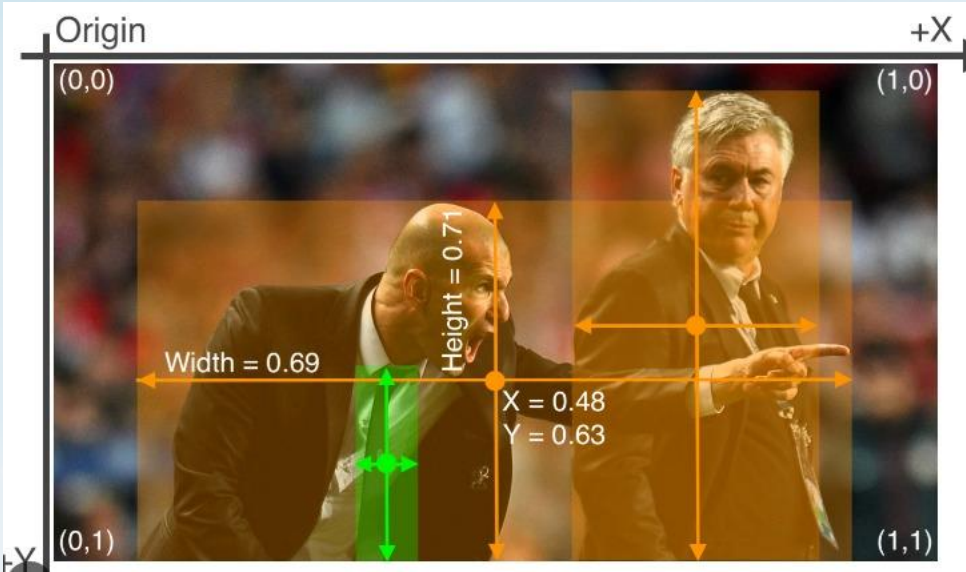 Origin
+X
(0,0)
(1,0)
Height = 0.71
Width = 0.69
X = 0.48
Y = 0.63
(0,1)
(1,1)
+Y